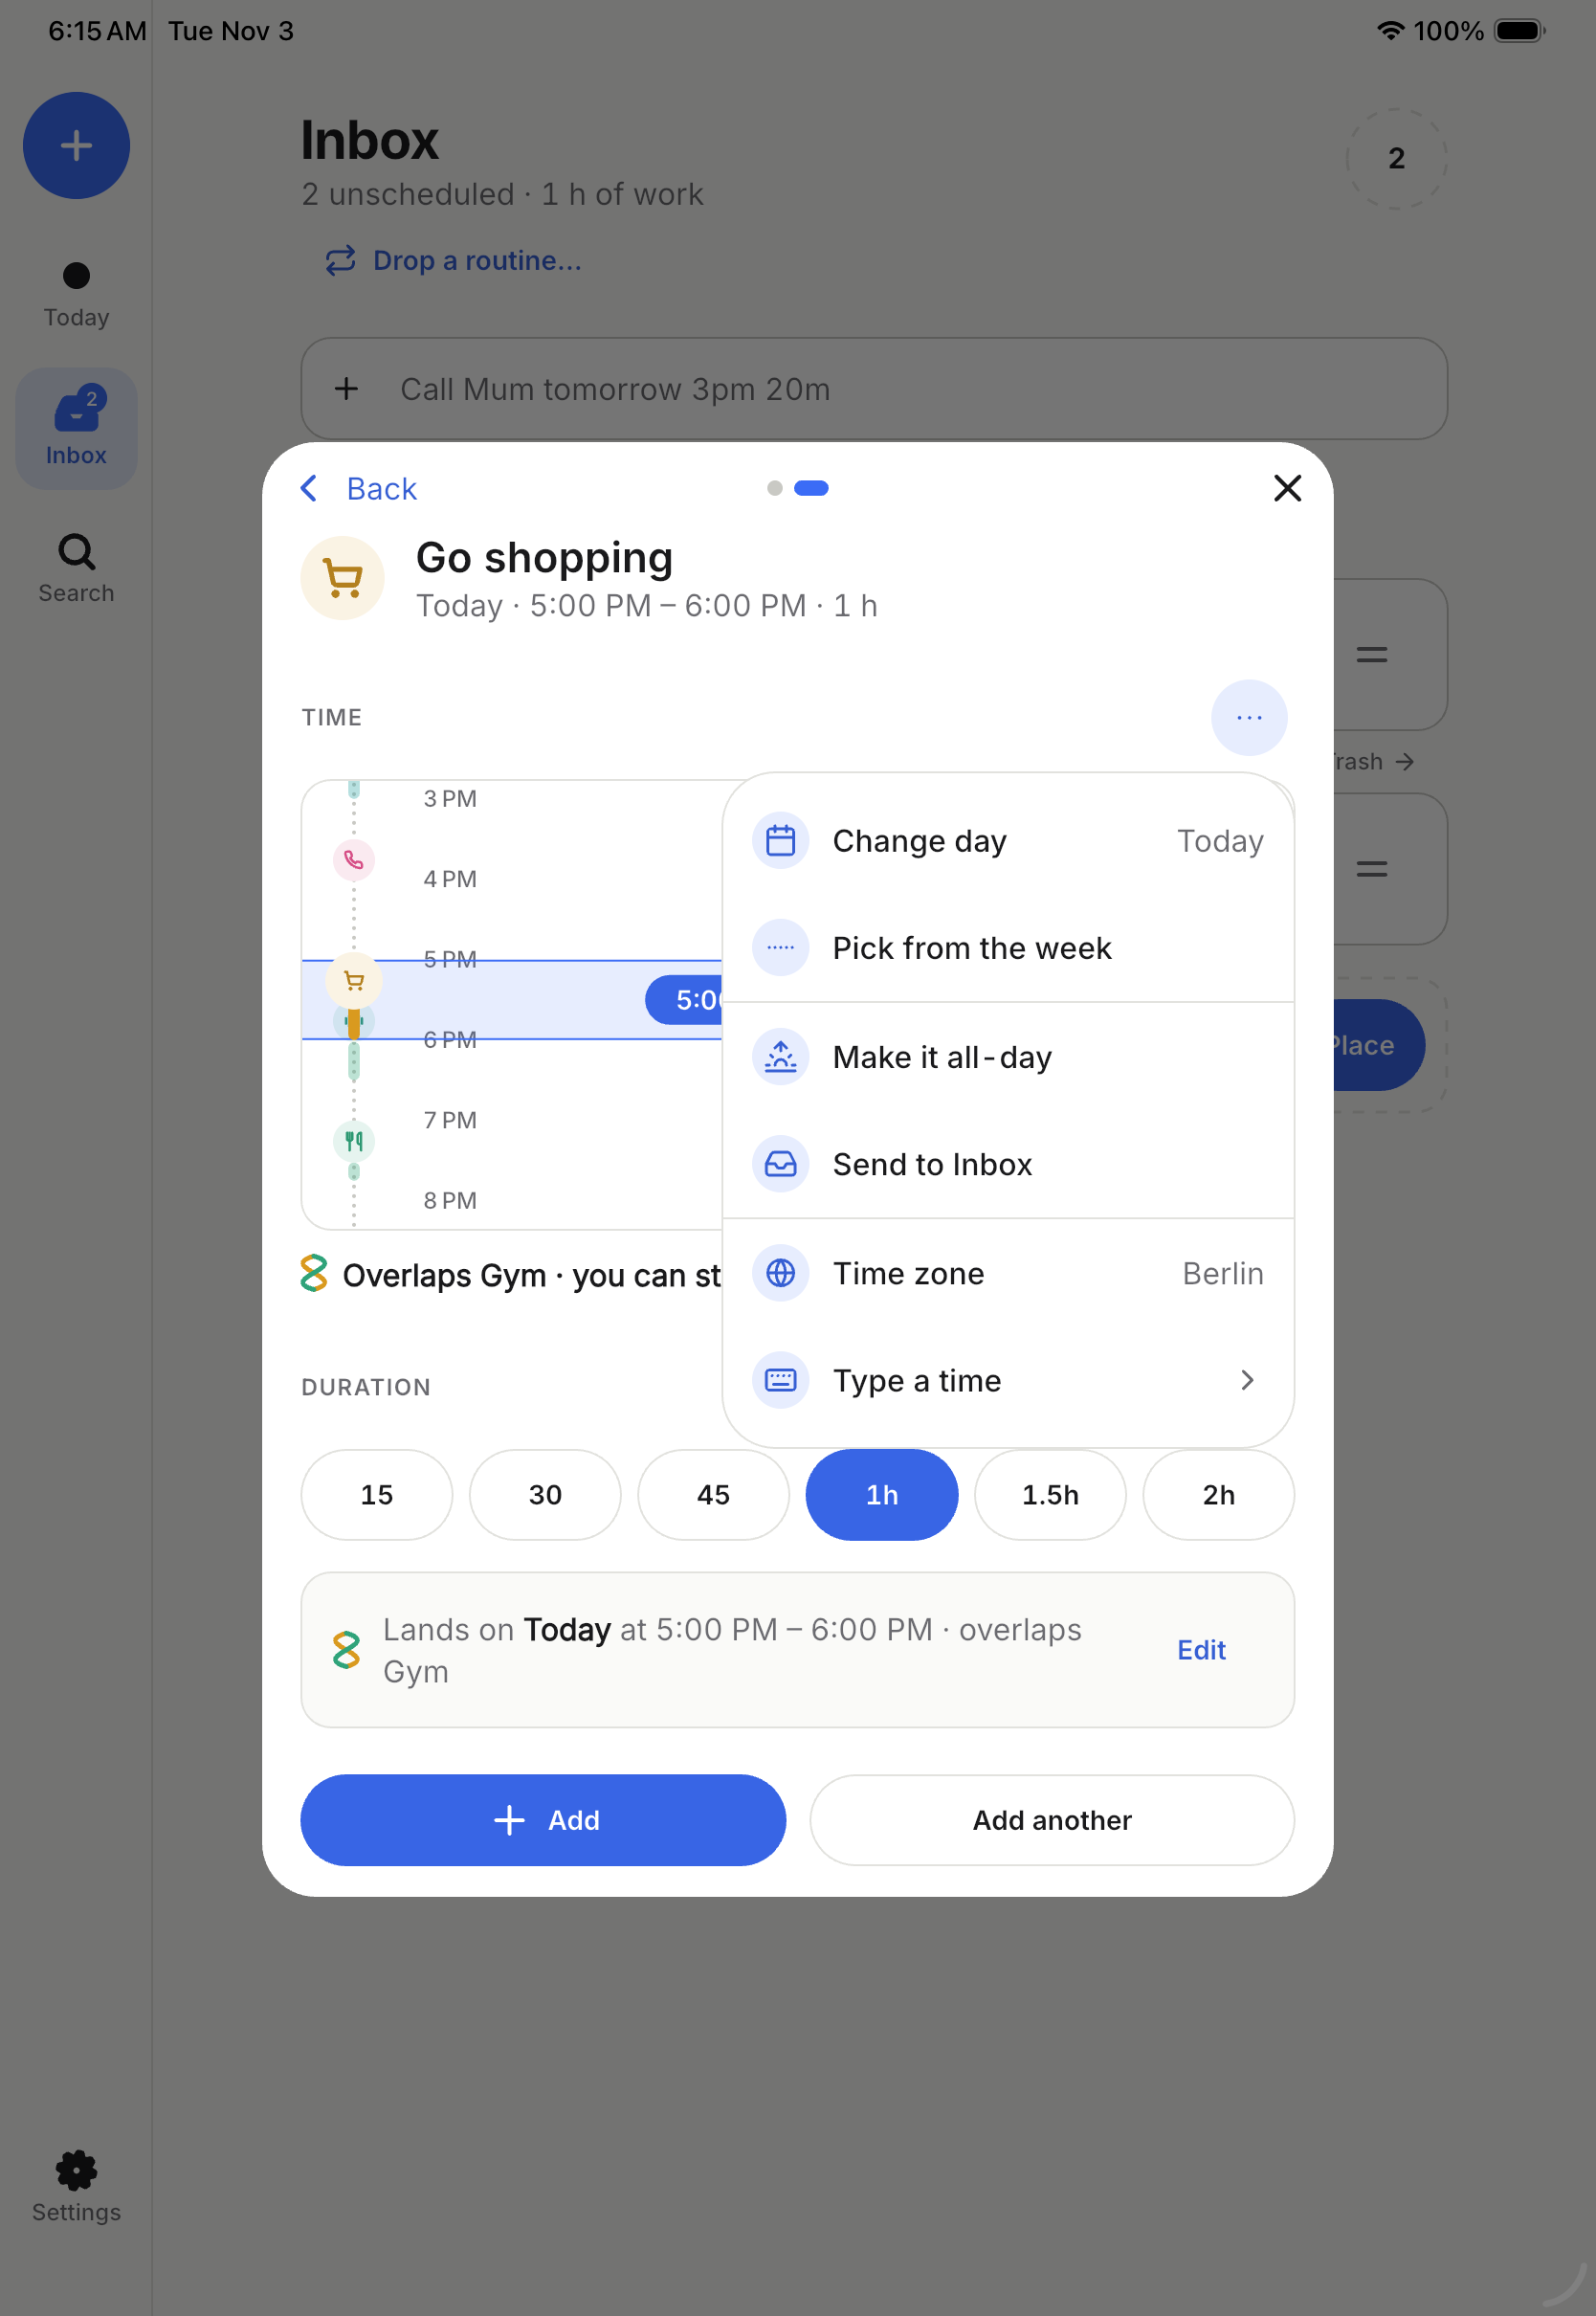 6:15 AM Tue Nov 3
100%
Inbox
2 unscheduled · 1 h of work
2
Drop a routine...
Today
Call Mum tomorrow 3pm 20m
2
Inbox
Back
Go shopping
Today · 5:00 PM – 6:00 PM · 1 h
Search
TIME
3 PM
Change day Today
4 PM
Pick from the week
5 PM
6 PM
Make it all-day
7 PM
Send to Inbox
8 PM
Overlaps Gym · you can
Time zone Berlin
DURATION
Type a time
15 30 45 1h 1.5h 2h
Lands on Today at 5:00 PM – 6:00 PM · overlaps
Gym
Edit
Add
Add another
Settings